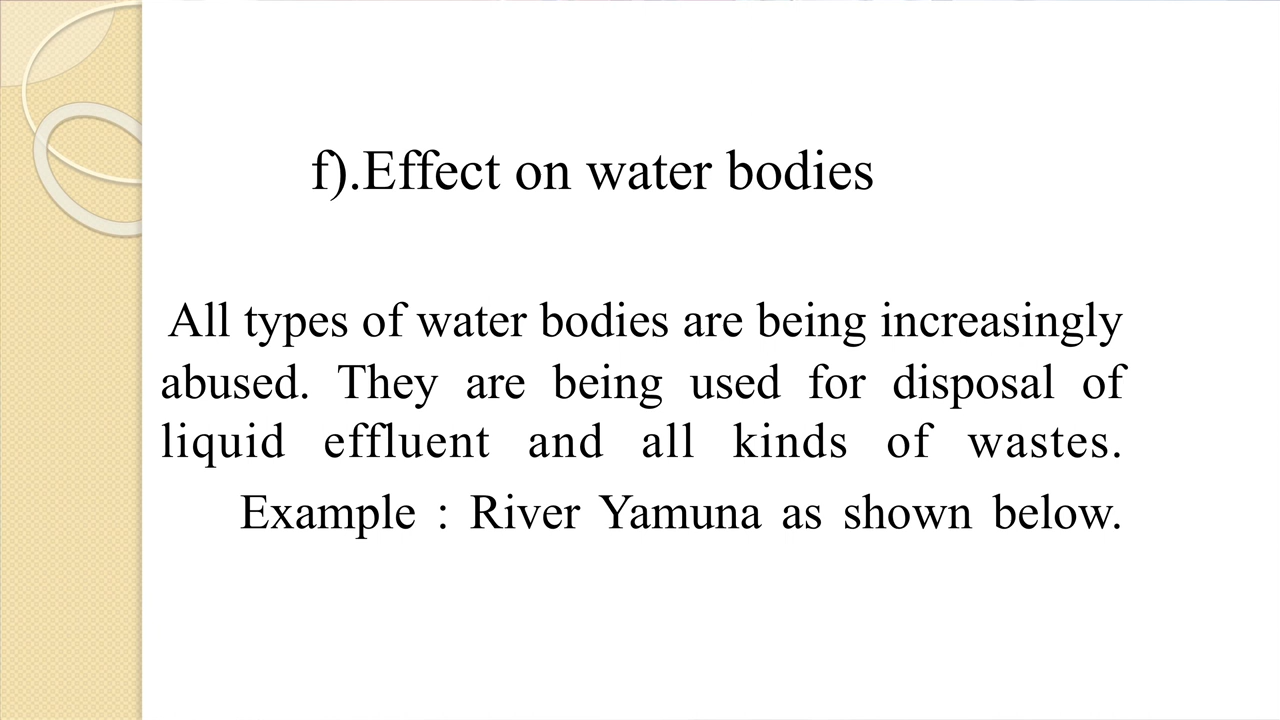 f).Effect on water bodies
All types of water bodies are being increasingly
abused. They are being used for disposal of
liquid effluent and all kinds of wastes.
Example : River Yamuna as shown below.